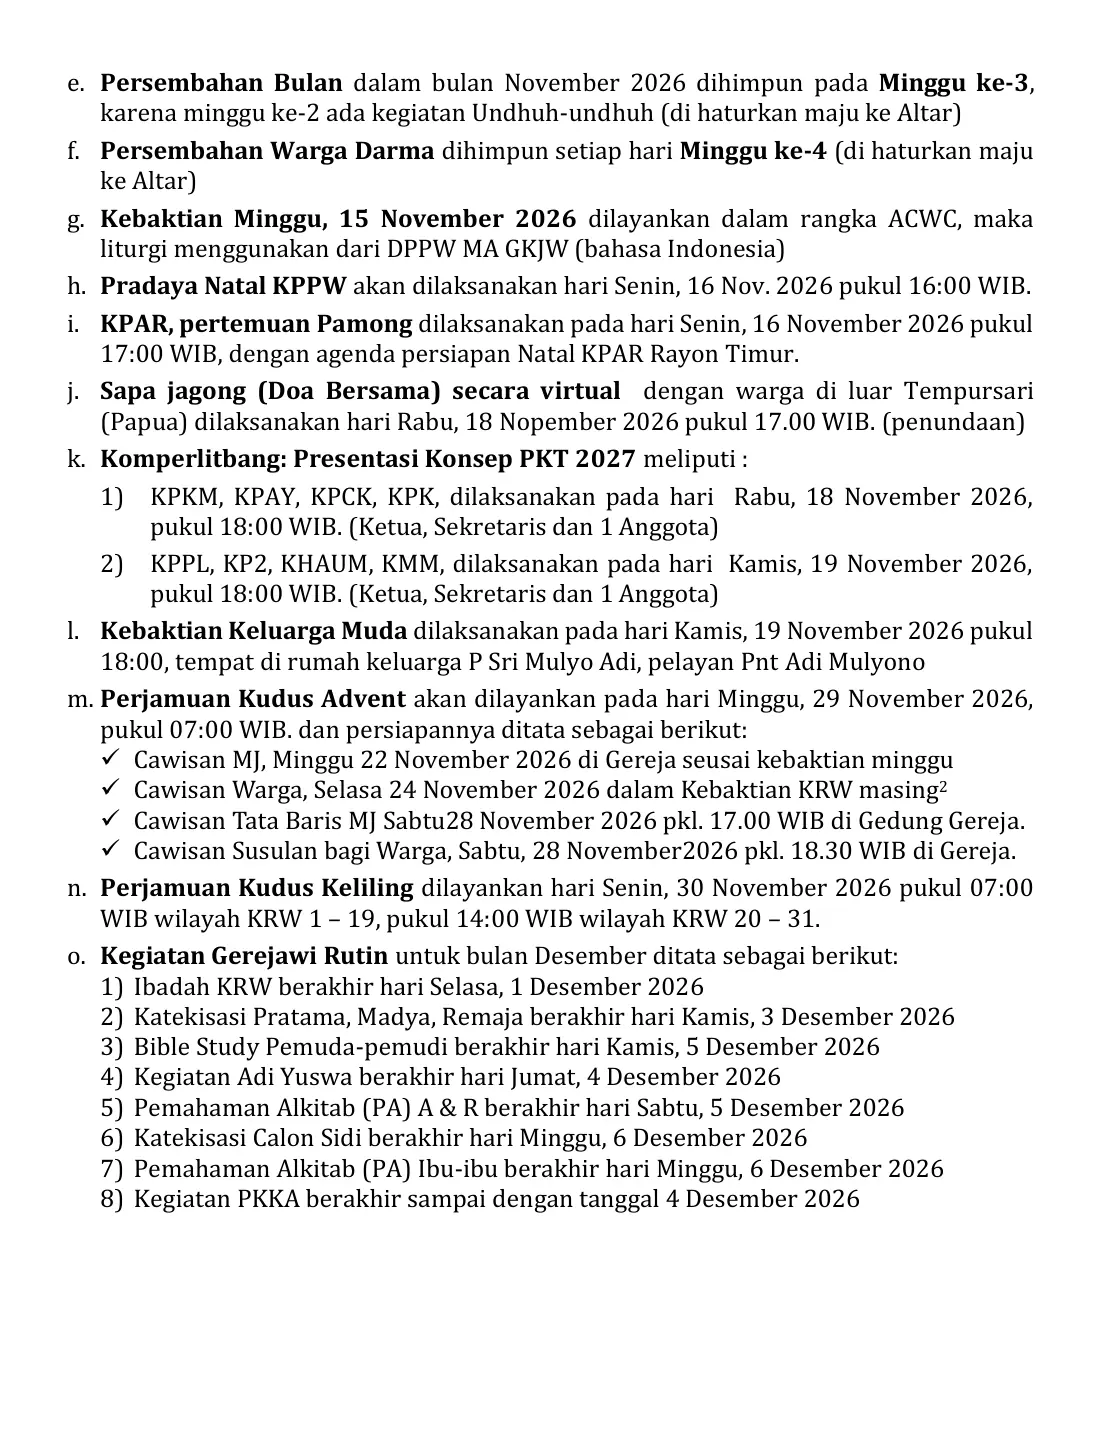 e. Persembahan Bulan dalam bulan November 2026 dihimpun pada Minggu ke-3,
karena minggu ke-2 ada kegiatan Undhuh-undhuh (di haturkan maju ke Altar)
f. Persembahan Warga Darma dihimpun setiap hari Minggu ke-4 (di haturkan maju
ke Altar)
g. Kebaktian Minggu, 15 November 2026 dilayankan dalam rangka ACWC, maka
liturgi menggunakan dari DPPW MA GKJW (bahasa Indonesia)
h. Pradaya Natal KPPW akan dilaksanakan hari Senin, 16 Nov. 2026 pukul 16:00 WIB.
i. KPAR, pertemuan Pamong dilaksanakan pada hari Senin, 16 November 2026 pukul
17:00 WIB, dengan agenda persiapan Natal KPAR Rayon Timur.
j. Sapa jagong (Doa Bersama) secara virtual dengan warga di luar Tempursari
(Papua) dilaksanakan hari Rabu, 18 Nopember 2026 pukul 17.00 WIB. (penundaan)
k. Komperlitbang: Presentasi Konsep PKT 2027 meliputi :
1) KPKM, KPAY, KPCK, KPK, dilaksanakan pada hari Rabu, 18 November 2026,
pukul 18:00 WIB. (Ketua, Sekretaris dan 1 Anggota)
2) KPPL, KP2, KHAUM, KMM, dilaksanakan pada hari Kamis, 19 November 2026,
pukul 18:00 WIB. (Ketua, Sekretaris dan 1 Anggota)
l. Kebaktian Keluarga Muda dilaksanakan pada hari Kamis, 19 November 2026 pukul
18:00, tempat di rumah keluarga P Sri Mulyo Adi, pelayan Pnt Adi Mulyono
m. Perjamuan Kudus Advent akan dilayankan pada hari Minggu, 29 November 2026,
pukul 07:00 WIB. dan persiapannya ditata sebagai berikut:
✓ Cawisan MJ, Minggu 22 November 2026 di Gereja seusai kebaktian minggu
✓ Cawisan Warga, Selasa 24 November 2026 dalam Kebaktian KRW masing²
✓ Cawisan Tata Baris MJ Sabtu28 November 2026 pkl. 17.00 WIB di Gedung Gereja.
✓ Cawisan Susulan bagi Warga, Sabtu, 28 November2026 pkl. 18.30 WIB di Gereja.
n. Perjamuan Kudus Keliling dilayankan hari Senin, 30 November 2026 pukul 07:00
WIB wilayah KRW 1 – 19, pukul 14:00 WIB wilayah KRW 20 – 31.
o. Kegiatan Gerejawi Rutin untuk bulan Desember ditata sebagai berikut:
1) Ibadah KRW berakhir hari Selasa, 1 Desember 2026
2) Katekisasi Pratama, Madya, Remaja berakhir hari Kamis, 3 Desember 2026
3) Bible Study Pemuda-pemudi berakhir hari Kamis, 5 Desember 2026
4) Kegiatan Adi Yuswa berakhir hari Jumat, 4 Desember 2026
5) Pemahaman Alkitab (PA) A & R berakhir hari Sabtu, 5 Desember 2026
6) Katekisasi Calon Sidi berakhir hari Minggu, 6 Desember 2026
7) Pemahaman Alkitab (PA) Ibu-ibu berakhir hari Minggu, 6 Desember 2026
8) Kegiatan PKKA berakhir sampai dengan tanggal 4 Desember 2026